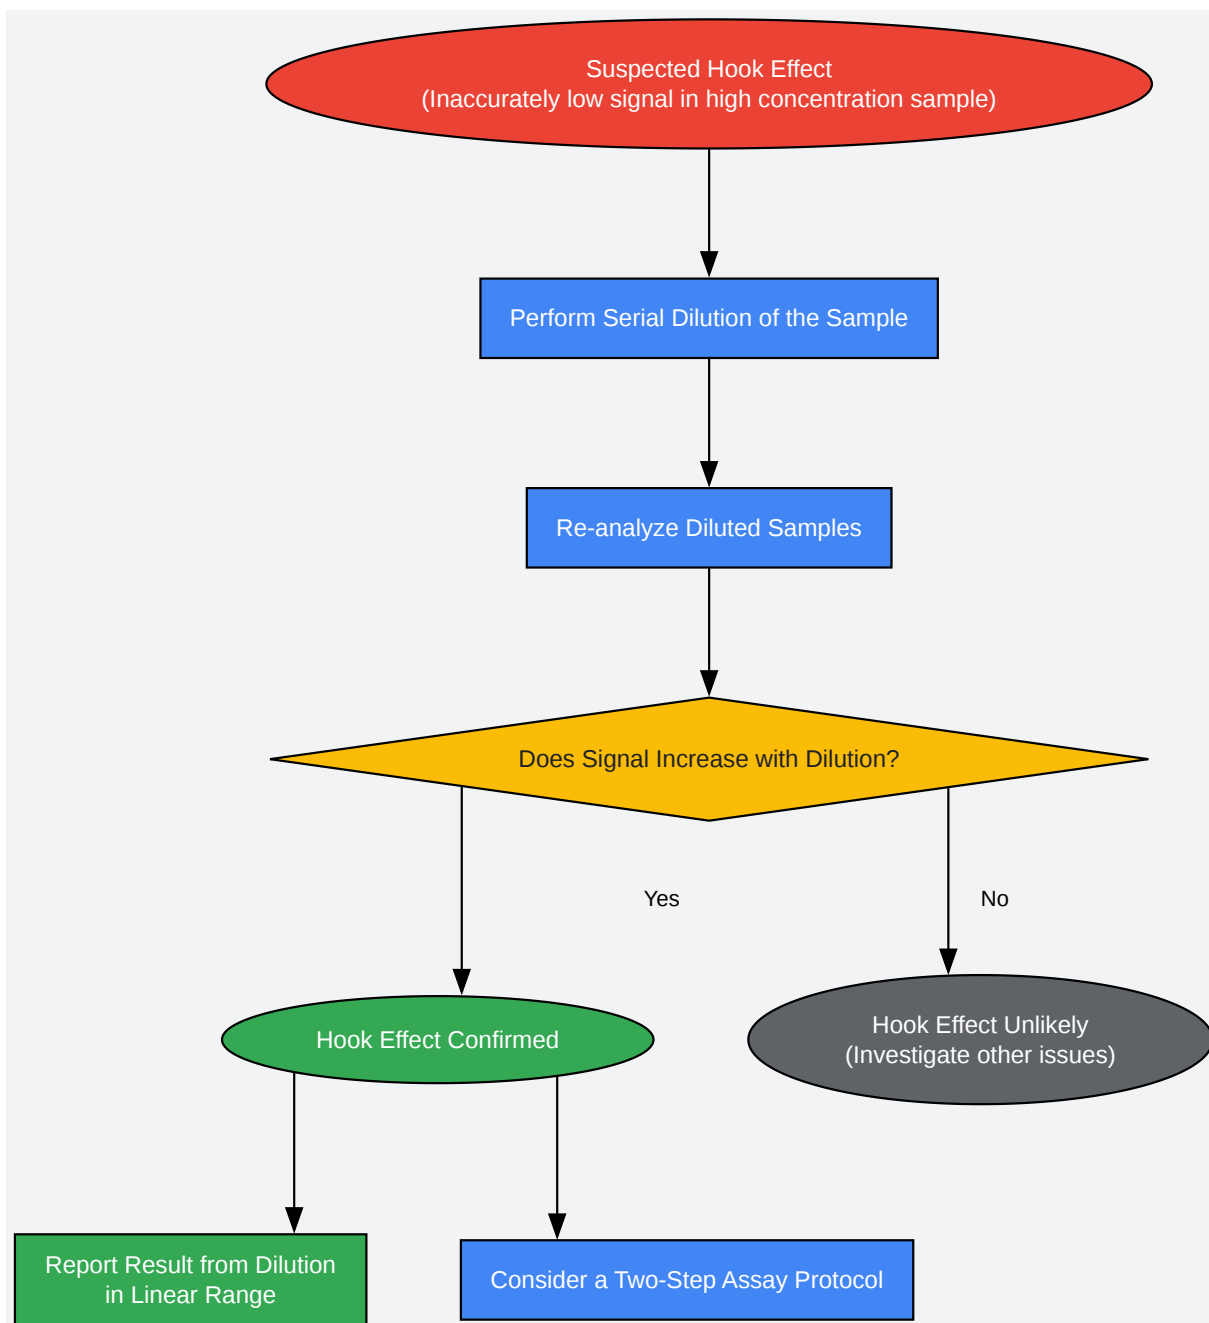 Suspected Hook Effect
(Inaccurately low signal in high concentration sample)
Perform Serial Dilution of the Sample
Re-analyze Diluted Samples
Does Signal Increase with Dilution?
Yes
No
Hook Effect Confirmed
Hook Effect Unlikely
(Investigate other issues)
Report Result from Dilution
in Linear Range
Consider a Two-Step Assay Protocol